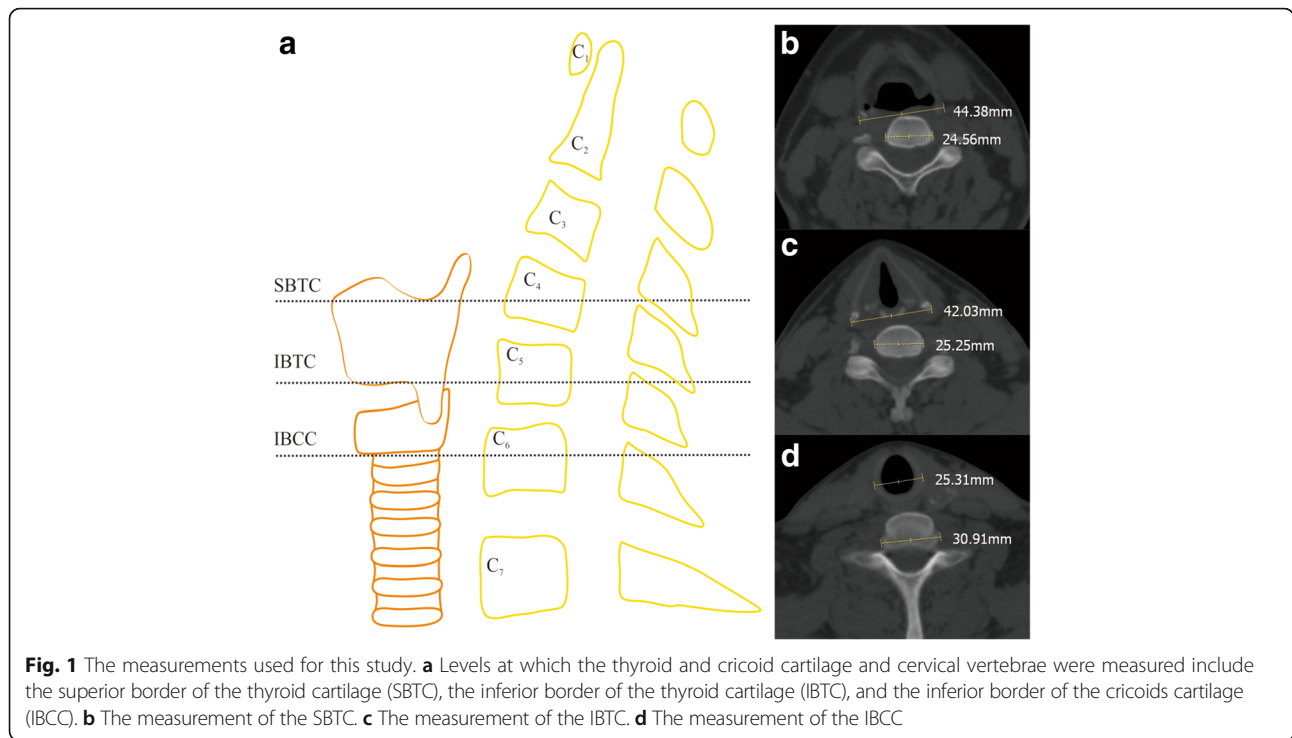 a
C1
C2
C3
SBTC
C4
IBTC
C5
IBCC
C6
C7
b
44.38mm
24.56mm
c
42.03mm
25.25mm
d
25.31mm
30.91mm
Fig. 1 The measurements used for this study. a Levels at which the thyroid and cricoid cartilage and cervical vertebrae were measured include
the superior border of the thyroid cartilage (SBTC), the inferior border of the thyroid cartilage (IBTC), and the inferior border of the cricoids cartilage
(IBCC). b The measurement of the SBTC. c The measurement of the IBTC. d The measurement of the IBCC